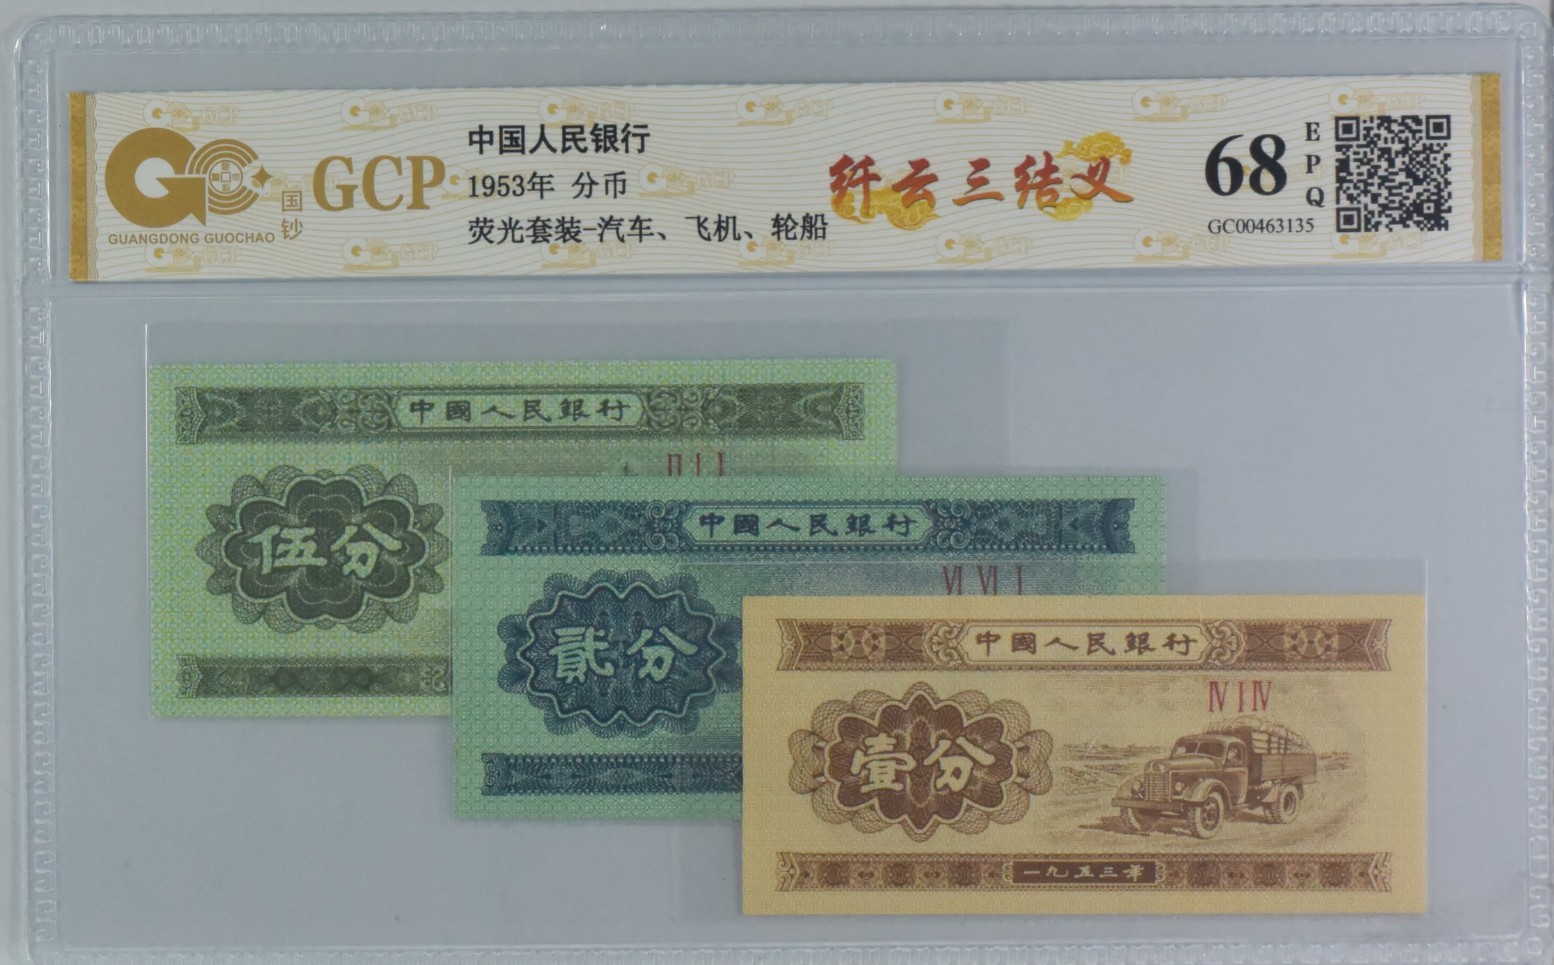 GUANGDONG GUOCHAO
国钞
GCP
中国人民银行
1953年 分币
荧光套装-汽车、飞机、轮船
纤云三结义
68
EPQ
GC00463135
中國人民銀行
II I I
伍分
中國人民銀行
VI VI I
貳分
中國人民銀行
IV I IV
壹分
一九五三年